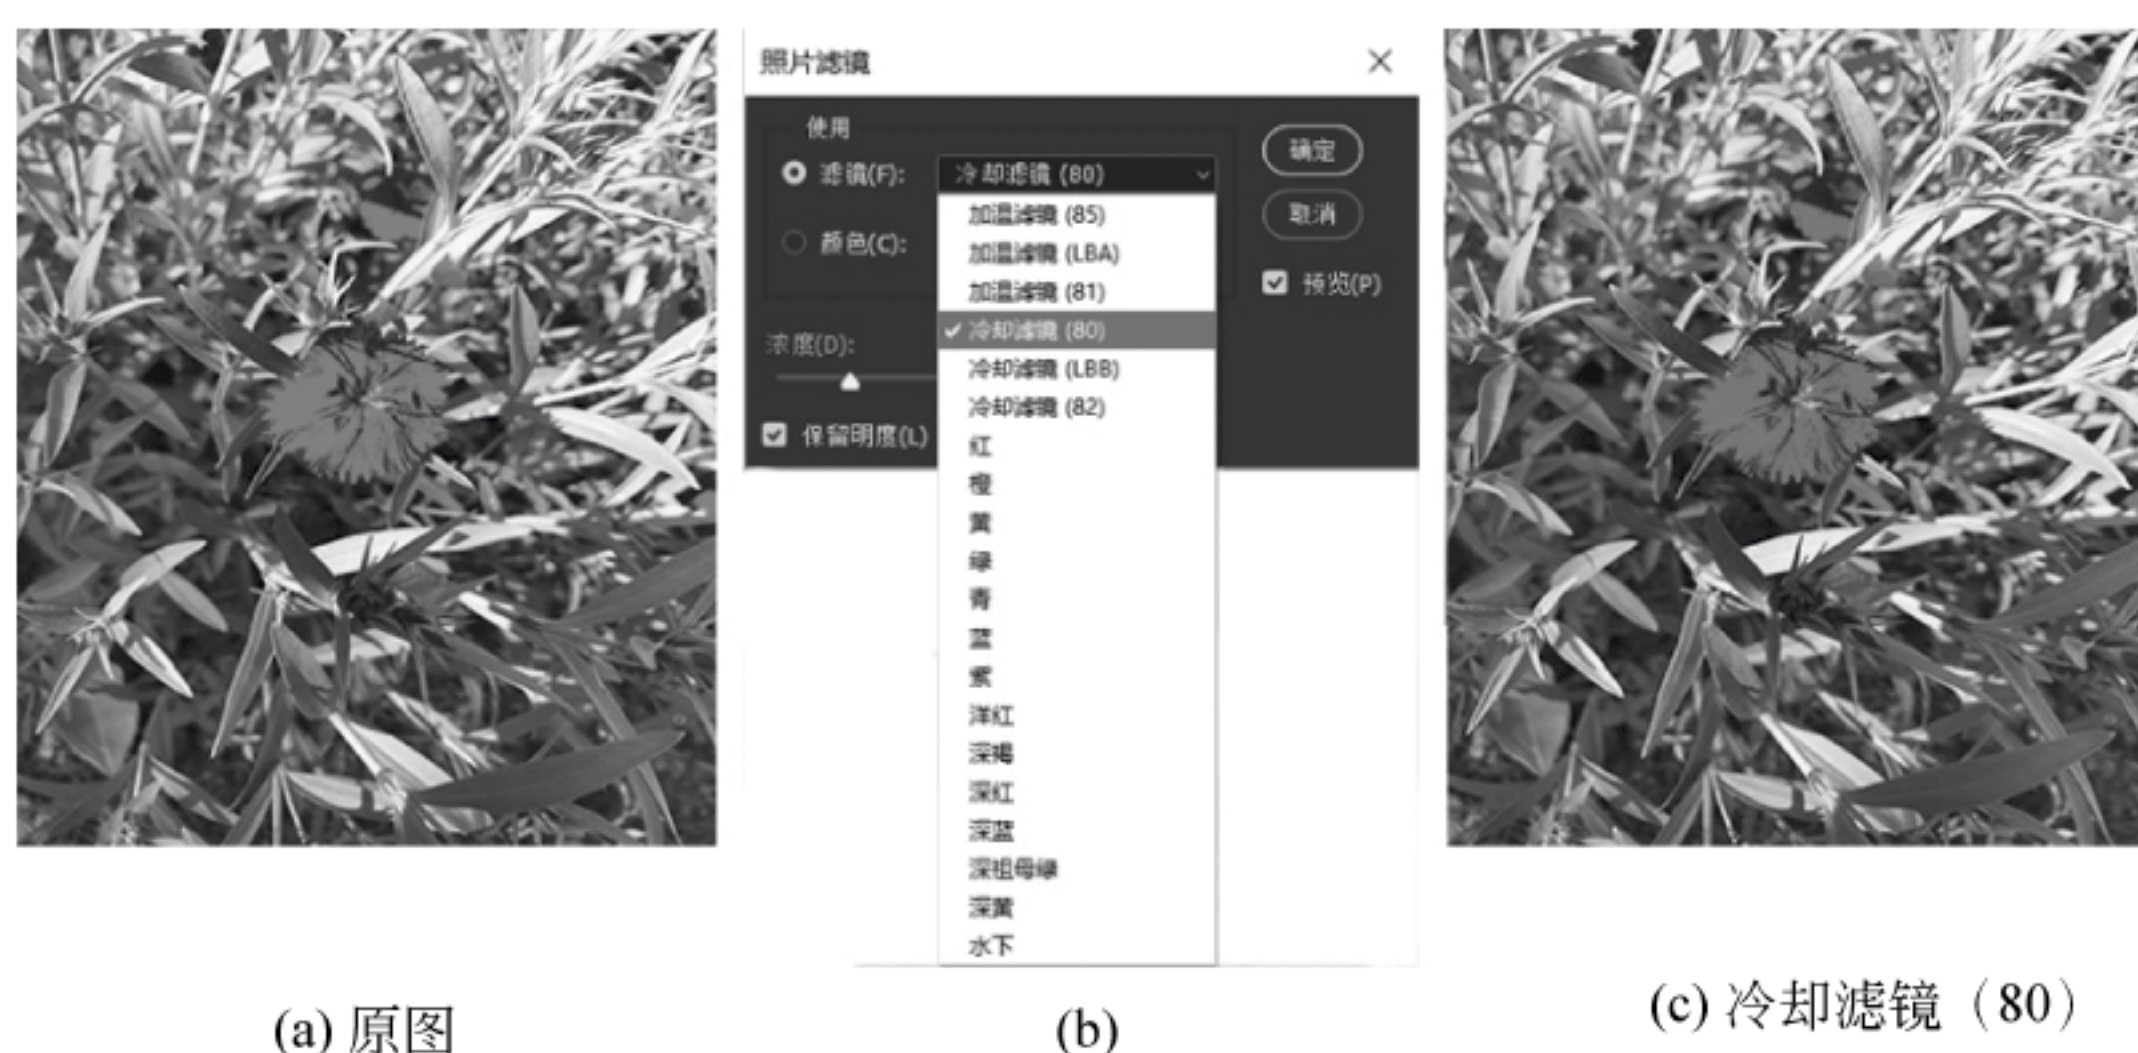 照片滤镜
使用
滤镜(F):
冷却滤镜 (80)
确定
加温滤镜 (85)
取消
颜色(C):
加温滤镜 (LBA)
加温滤镜 (81)
预览(P)
冷却滤镜 (80)
浓度(D):
冷却滤镜 (LBB)
冷却滤镜 (82)
保留明度(L)
红
橙
黄
绿
青
蓝
紫
洋红
深褐
深红
深蓝
深祖母绿
深黄
水下
(a) 原图
(b)
(c) 冷却滤镜（80）